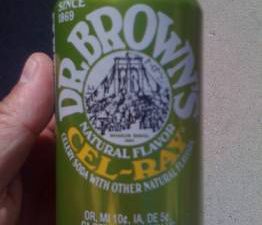 SINCE
1869
DR. BROWN'S
NATURAL FLAVOR
CEL-RAY
CELERY SODA WITH OTHER NATURAL FLAVORS
OR, MI 10¢, IA, DE 5¢,